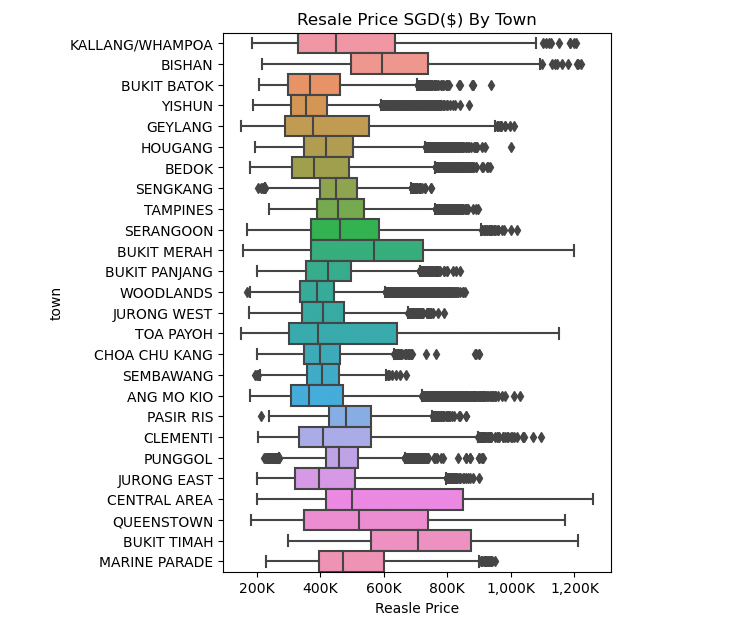 Resale Price SGD($) By Town
KALLANG/WHAMPOA
BISHAN
BUKIT BATOK
YISHUN
GEYLANG
HOUGANG
BEDOK
SENGKANG
TAMPINES
SERANGOON
BUKIT MERAH
BUKIT PANJANG
WOODLANDS
JURONG WEST
TOA PAYOH
CHOA CHU KANG
SEMBAWANG
ANG MO KIO
PASIR RIS
CLEMENTI
PUNGGOL
JURONG EAST
CENTRAL AREA
QUEENSTOWN
BUKIT TIMAH
MARINE PARADE
town
200K 400K 600K 800K 1,000K 1,200K
Reasle Price